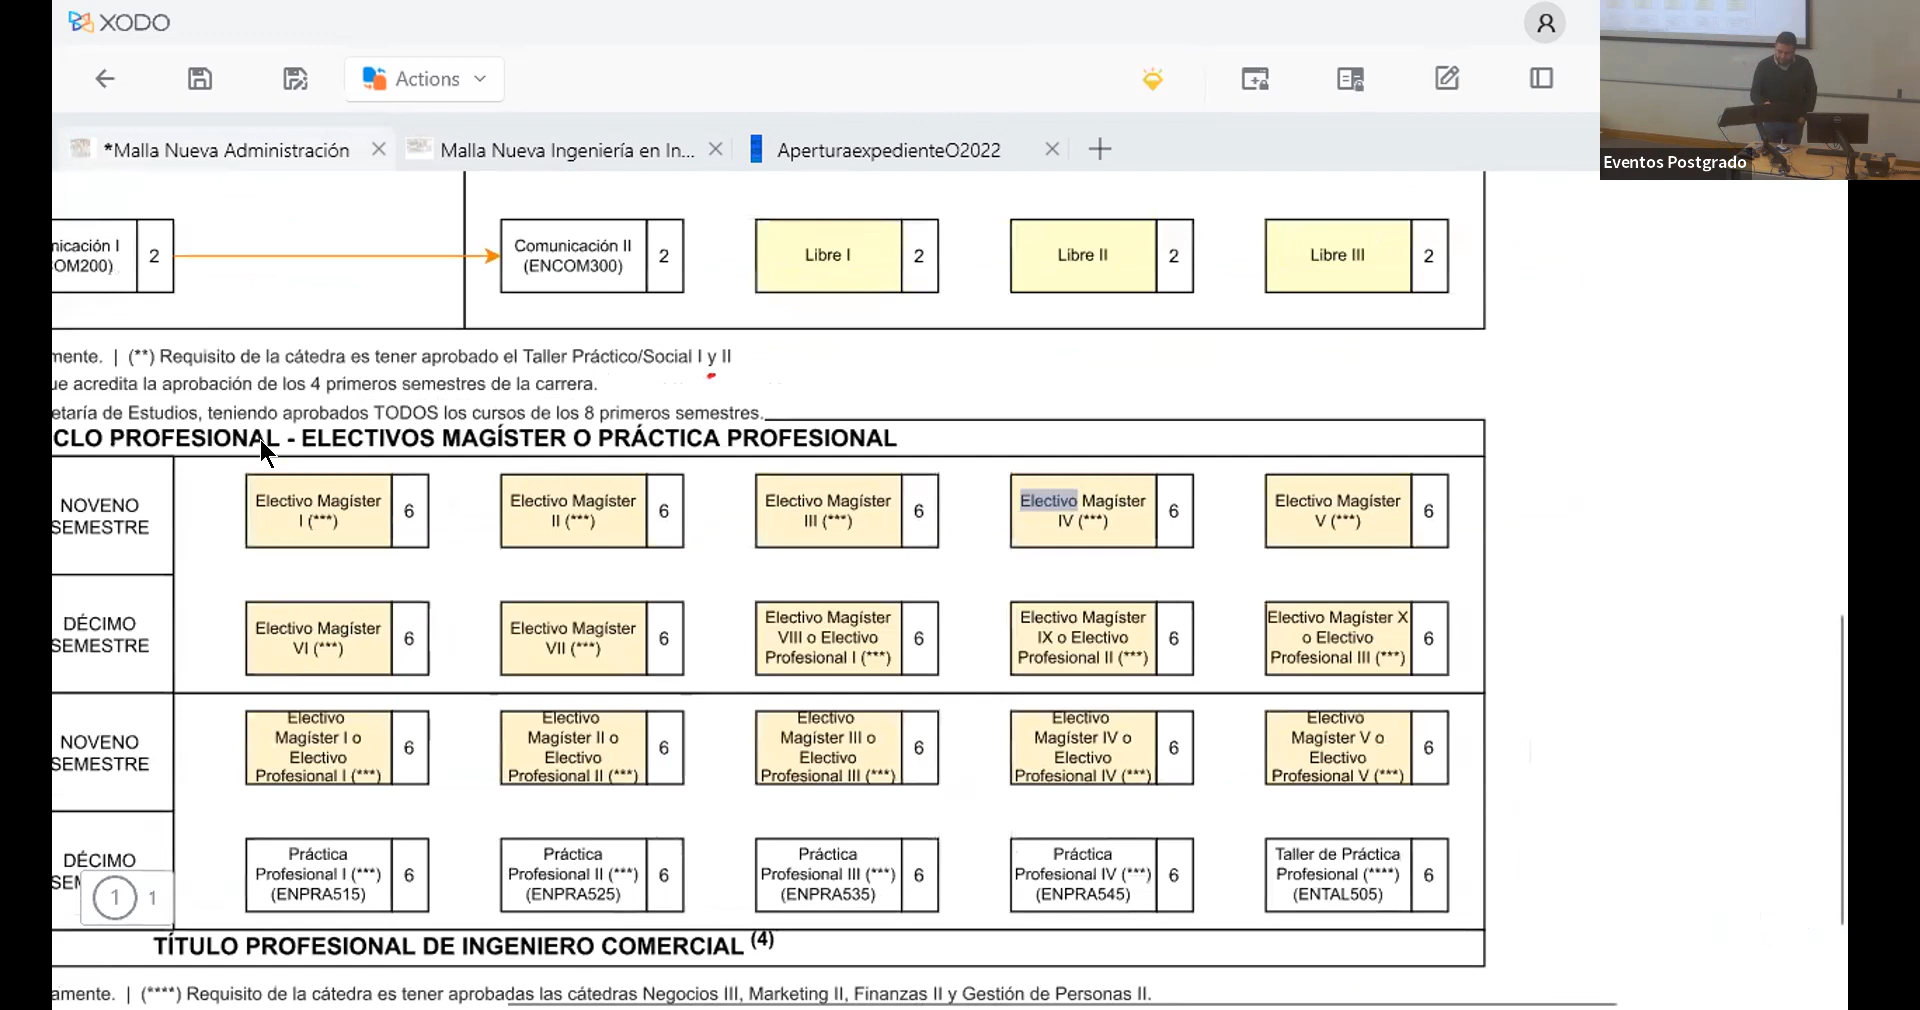 XODO
Actions
*Malla Nueva Administración
Malla Nueva Ingeniería en In...
AperturaexpedienteO2022
Eventos Postgrado
nicación I
OM200)
2
Comunicación II
(ENCOM300)
2
Libre I
2
Libre II
2
Libre III
2
mente. | (**) Requisito de la cátedra es tener aprobado el Taller Práctico/Social I y II
ue acredita la aprobación de los 4 primeros semestres de la carrera.
etaría de Estudios, teniendo aprobados TODOS los cursos de los 8 primeros semestres.
CLO PROFESIONAL - ELECTIVOS MAGÍSTER O PRÁCTICA PROFESIONAL
NOVENO
SEMESTRE
Electivo Magíster
I (***)
6
Electivo Magíster
II (***)
6
Electivo Magíster
III (***)
6
Electivo Magíster
IV (***)
6
Electivo Magíster
V (***)
6
DÉCIMO
SEMESTRE
Electivo Magíster
VI (***)
6
Electivo Magíster
VII (***)
6
Electivo Magíster
VIII o Electivo
Profesional I (***)
6
Electivo Magíster
IX o Electivo
Profesional II (***)
6
Electivo Magíster X
o Electivo
Profesional III (***)
6
NOVENO
SEMESTRE
Electivo
Magíster I o
Electivo
Profesional I (***)
6
Electivo
Magíster II o
Electivo
Profesional II (***)
6
Electivo
Magíster III o
Electivo
Profesional III (***)
6
Electivo
Magíster IV o
Electivo
Profesional IV (***)
6
Electivo
Magíster V o
Electivo
Profesional V (***)
6
DÉCIMO
SEM
1 1
Práctica
Profesional I (***)
(ENPRA515)
6
Práctica
Profesional II (***)
(ENPRA525)
6
Práctica
Profesional III (***)
(ENPRA535)
6
Práctica
Profesional IV (***)
(ENPRA545)
6
Taller de Práctica
Profesional (****)
(ENTAL505)
6
TÍTULO PROFESIONAL DE INGENIERO COMERCIAL (4)
amente. | (****) Requisito de la cátedra es tener aprobadas las cátedras Negocios III, Marketing II, Finanzas II y Gestión de Personas II.